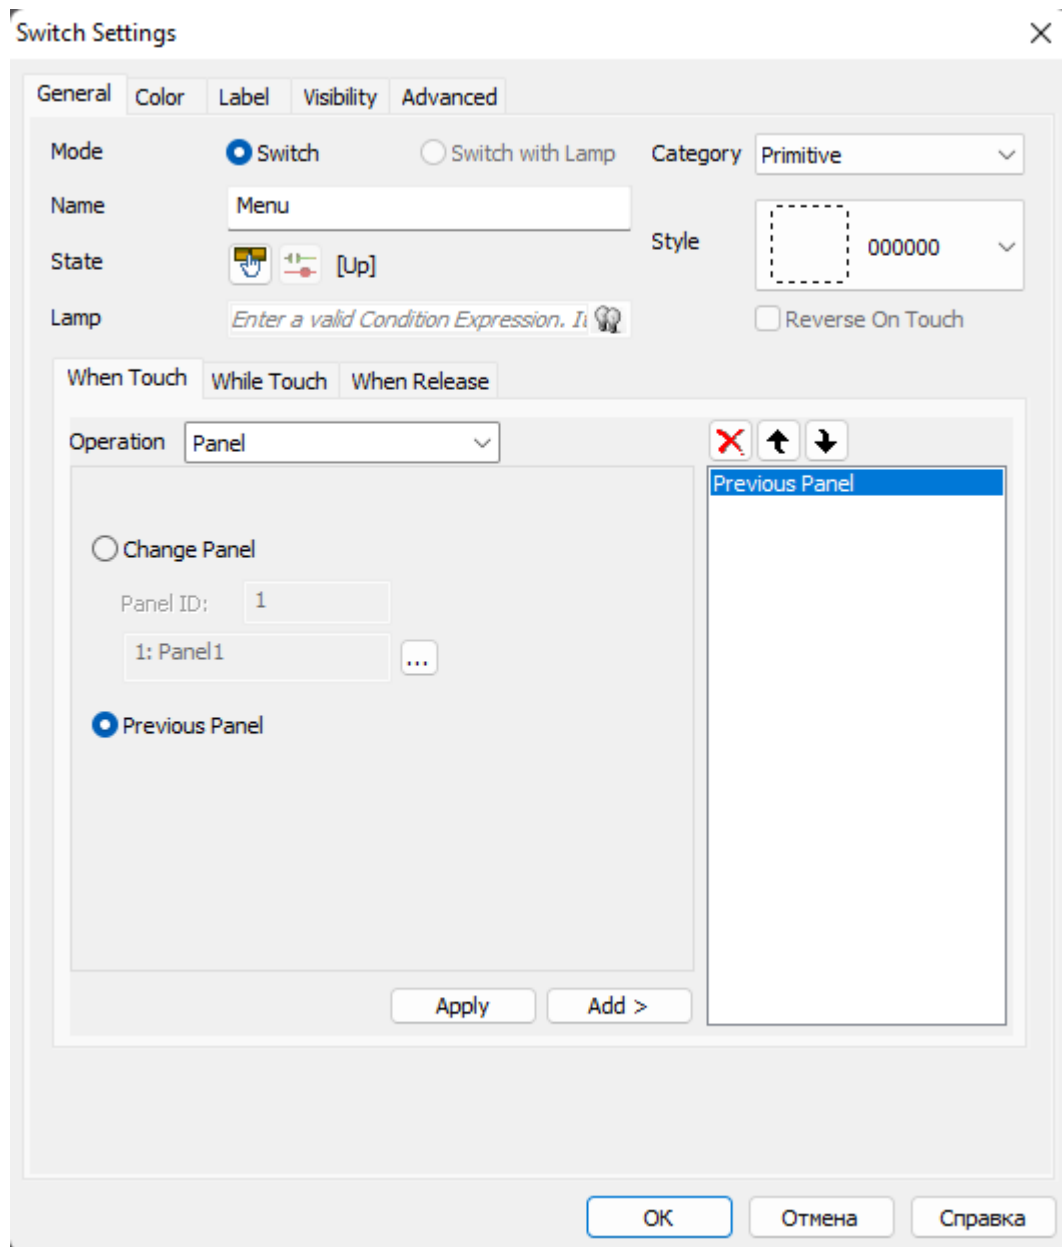 Switch Settings
General Color Label Visibility Advanced
Mode Switch Switch with Lamp Category Primitive
Name Menu
Style 000000
State [Up]
Lamp Enter a valid Condition Expression. It
Reverse On Touch
When Touch While Touch When Release
Operation Panel
Previous Panel
Change Panel
Panel ID: 1
1: Panel1
...
Previous Panel
Apply Add >
OK Отмена Справка